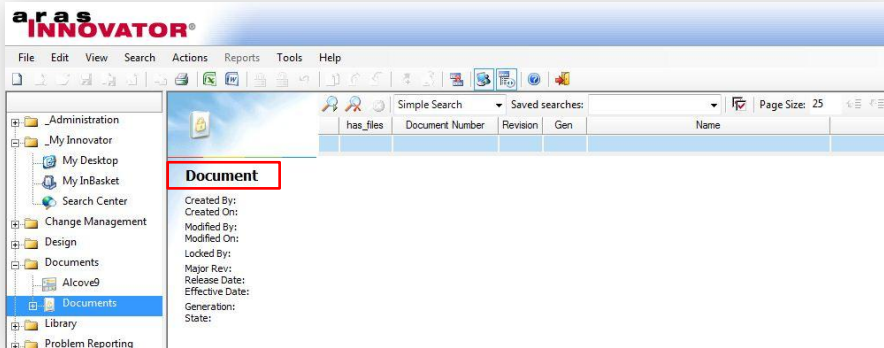 aras
INNOVATOR®
File Edit View Search Actions Reports Tools Help
Simple Search Saved searches: Page Size: 25
has_files Document Number Revision Gen Name
_Administration
_My Innovator
My Desktop
My InBasket
Search Center
Change Management
Design
Documents
Alcove9
Documents
Library
Problem Reporting
Document
Created By:
Created On:
Modified By:
Modified On:
Locked By:
Major Rev:
Release Date:
Effective Date:
Generation:
State: